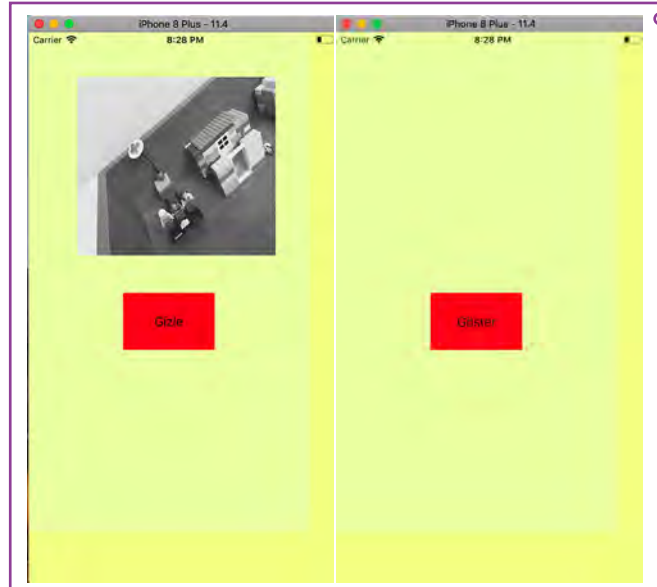 iPhone 8 Plus - 11.4
Carrier
8:28 PM
Gizle
iPhone 8 Plus - 11.4
Carrier
8:28 PM
Göster